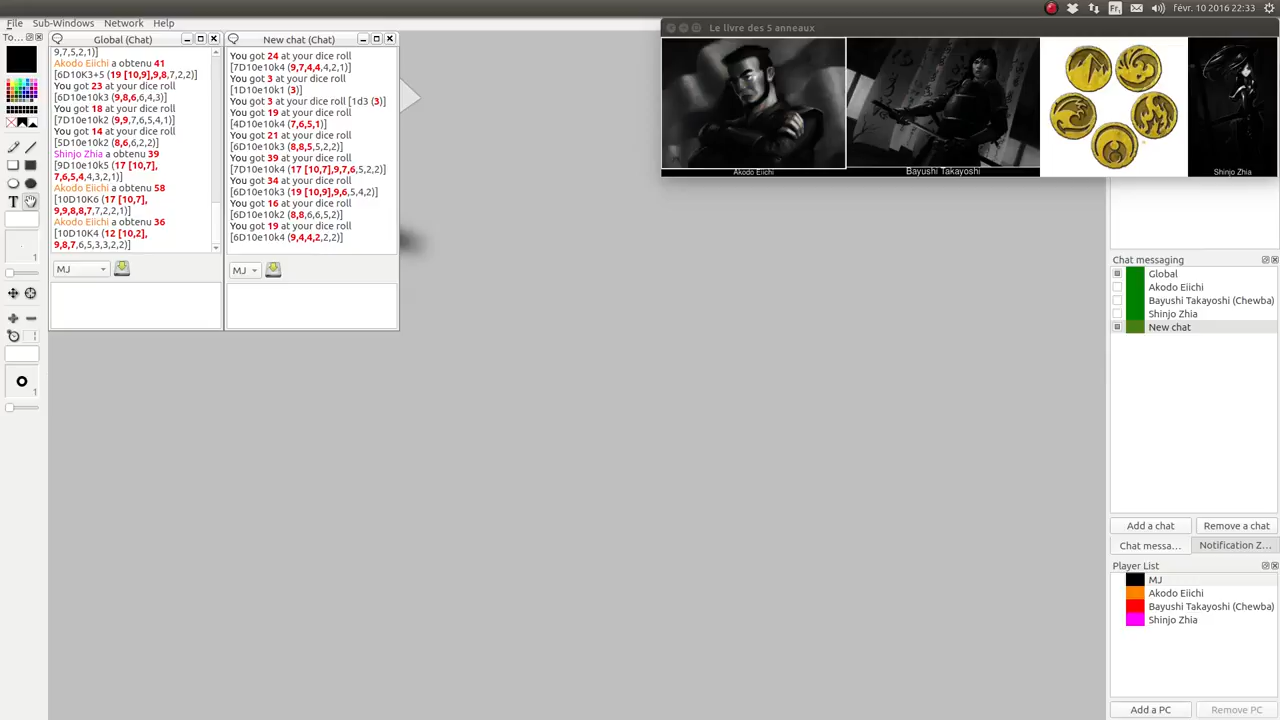 févr. 10 2016 22:33
Fr
File Sub-Windows Network Help
Le livre des 5 anneaux
Akodo Eiichi
Bayushi Takayoshi
Shinjo Zhia
To...
Global (Chat)
9,7,5,2,1)]
Akodo Eiichi a obtenu 41
[6D10K3+5 (19 [10,9],9,8,7,2,2)]
You got 23 at your dice roll
[6D10e10k3 (9,8,6,6,4,3)]
You got 18 at your dice roll
[7D10e10k2 (9,9,7,6,5,4,1)]
You got 14 at your dice roll
[5D10e10k2 (8,6,6,2,2)]
Shinjo Zhia a obtenu 39
[9D10e10k5 (17 [10,7],
7,6,5,4,4,3,2,1)]
Akodo Eiichi a obtenu 58
[10D10K6 (17 [10,7],
9,9,8,8,7,7,2,2,1)]
Akodo Eiichi a obtenu 36
[10D10K4 (12 [10,2],
9,8,7,6,5,3,3,2,2)]
MJ
New chat (Chat)
You got 24 at your dice roll
[7D10e10k4 (9,7,4,4,4,2,1)]
You got 3 at your dice roll
[1D10e10k1 (3)]
You got 3 at your dice roll [1d3 (3)]
You got 19 at your dice roll
[4D10e10k4 (7,6,5,1)]
You got 21 at your dice roll
[6D10e10k3 (8,8,5,5,2,2)]
You got 39 at your dice roll
[7D10e10k4 (17 [10,7],9,7,6,5,2,2)]
You got 34 at your dice roll
[6D10e10k3 (19 [10,9],9,6,5,4,2)]
You got 16 at your dice roll
[6D10e10k2 (8,8,6,6,5,2)]
You got 19 at your dice roll
[6D10e10k4 (9,4,4,2,2,2)]
MJ
T
1
1
1
Chat messaging
Global
Akodo Eiichi
Bayushi Takayoshi (Chewba)
Shinjo Zhia
New chat
Add a chat Remove a chat
Chat messa... Notification Z...
Player List
MJ
Akodo Eiichi
Bayushi Takayoshi (Chewba)
Shinjo Zhia
Add a PC Remove PC